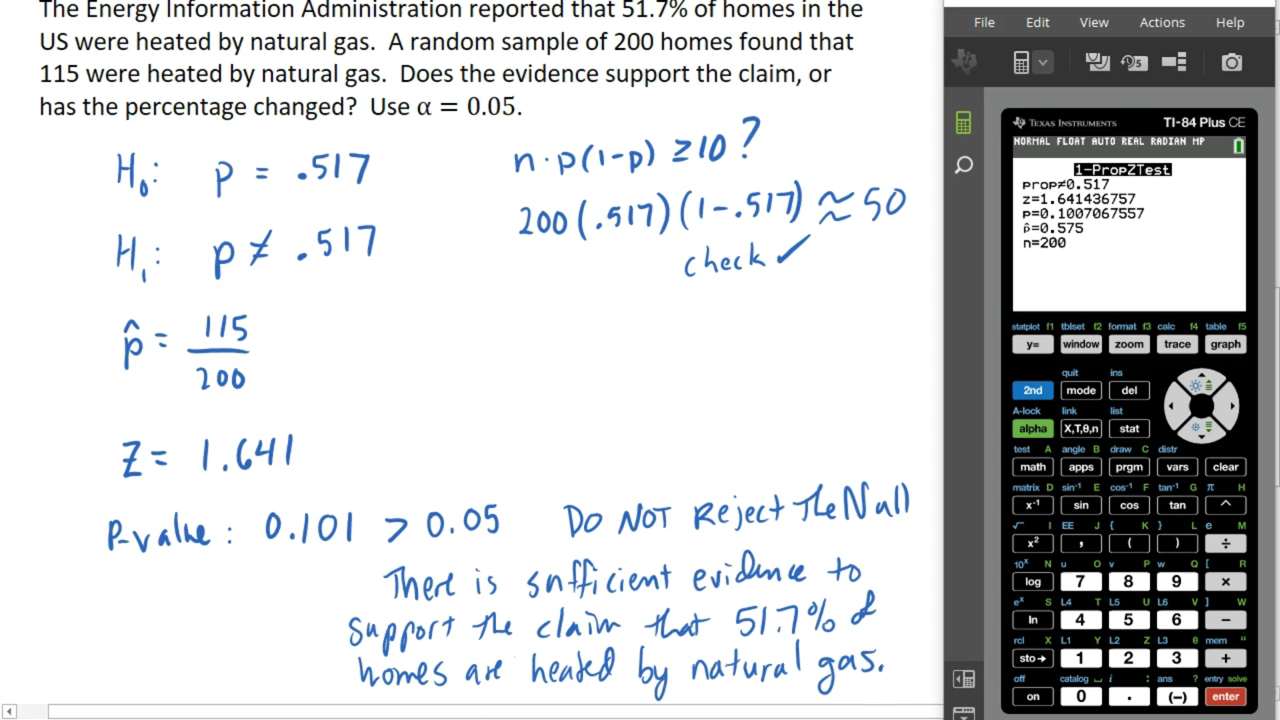 The Energy Information Administration reported that 51.7% of homes in the
US were heated by natural gas. A random sample of 200 homes found that
115 were heated by natural gas. Does the evidence support the claim, or
has the percentage changed? Use α = 0.05.
H₀: p = .517
H₁: p ≠ .517
n·p(1-p) ≥10?
200(.517)(1-.517) ≈ 50
check ✓
p̂ = 115/200
Z = 1.641
P-value: 0.101 > 0.05 DO NOT Reject The Null
There is sufficient evidence to
support the claim that 51.7% of
homes are heated by natural gas.
File Edit View Actions Help
TEXAS INSTRUMENTS TI-84 Plus CE
NORMAL FLOAT AUTO REAL RADIAN MP
1-PropZTest
prop≠0.517
z=1.641436757
p=0.1007067557
p̂=0.575
n=200
statplot f1 tblset f2 format f3 calc f4 table f5
y= window zoom trace graph
quit ins
2nd mode del
A-lock link list
alpha X,T,θ,n stat
test A angle B draw C distr
math apps prgm vars clear
matrix D sin⁻¹ E cos⁻¹ F tan⁻¹ G π H
x⁻¹ sin cos tan ^
√ I EE J { K } L e M
x² , ( ) ÷
10ˣ N u O v P w Q [ R
log 7 8 9 ×
eˣ S L4 T L5 U L6 V ] W
ln 4 5 6 −
rcl X L1 Y L2 Z L3 θ mem "
sto→ 1 2 3 +
off catalog ⎵ i : ans ? entry solve
on 0 . (−) enter